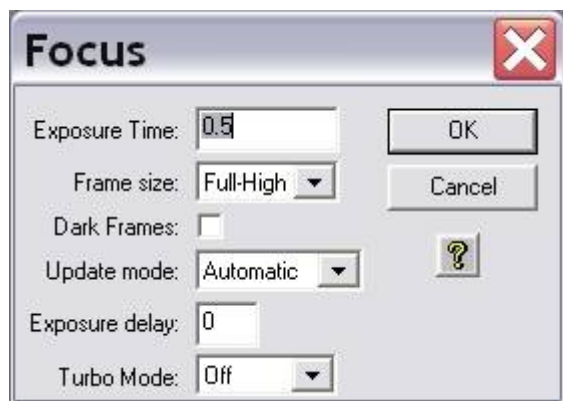 Focus
Exposure Time: 0.5 OK
Frame size: Full-High Cancel
Dark Frames:
Update mode: Automatic ?
Exposure delay: 0
Turbo Mode: Off